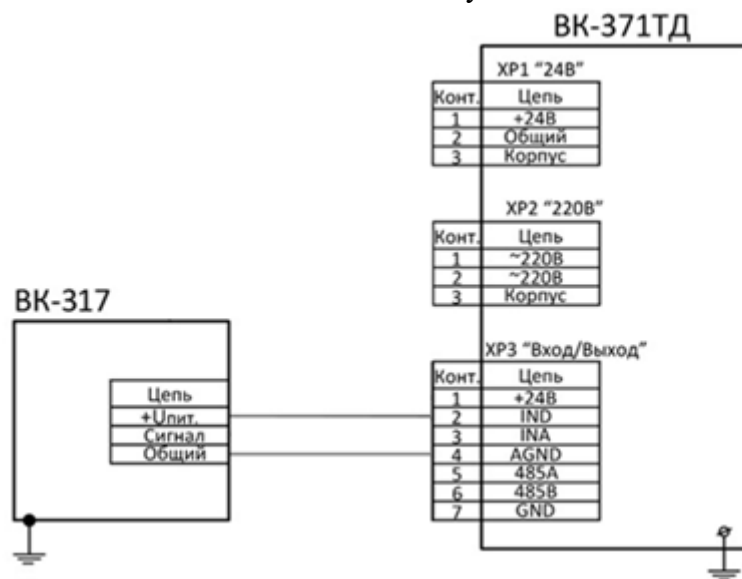 ВК-371ТД
ХР1 "24В"
Конт. Цепь
1 +24В
2 Общий
3 Корпус
ХР2 "220В"
Конт. Цепь
1 ~220В
2 ~220В
3 Корпус
ВК-317
Цепь
+Uпит.
Сигнал
Общий
ХР3 "Вход/Выход"
Конт. Цепь
1 +24В
2 IND
3 INA
4 AGND
5 485A
6 485B
7 GND